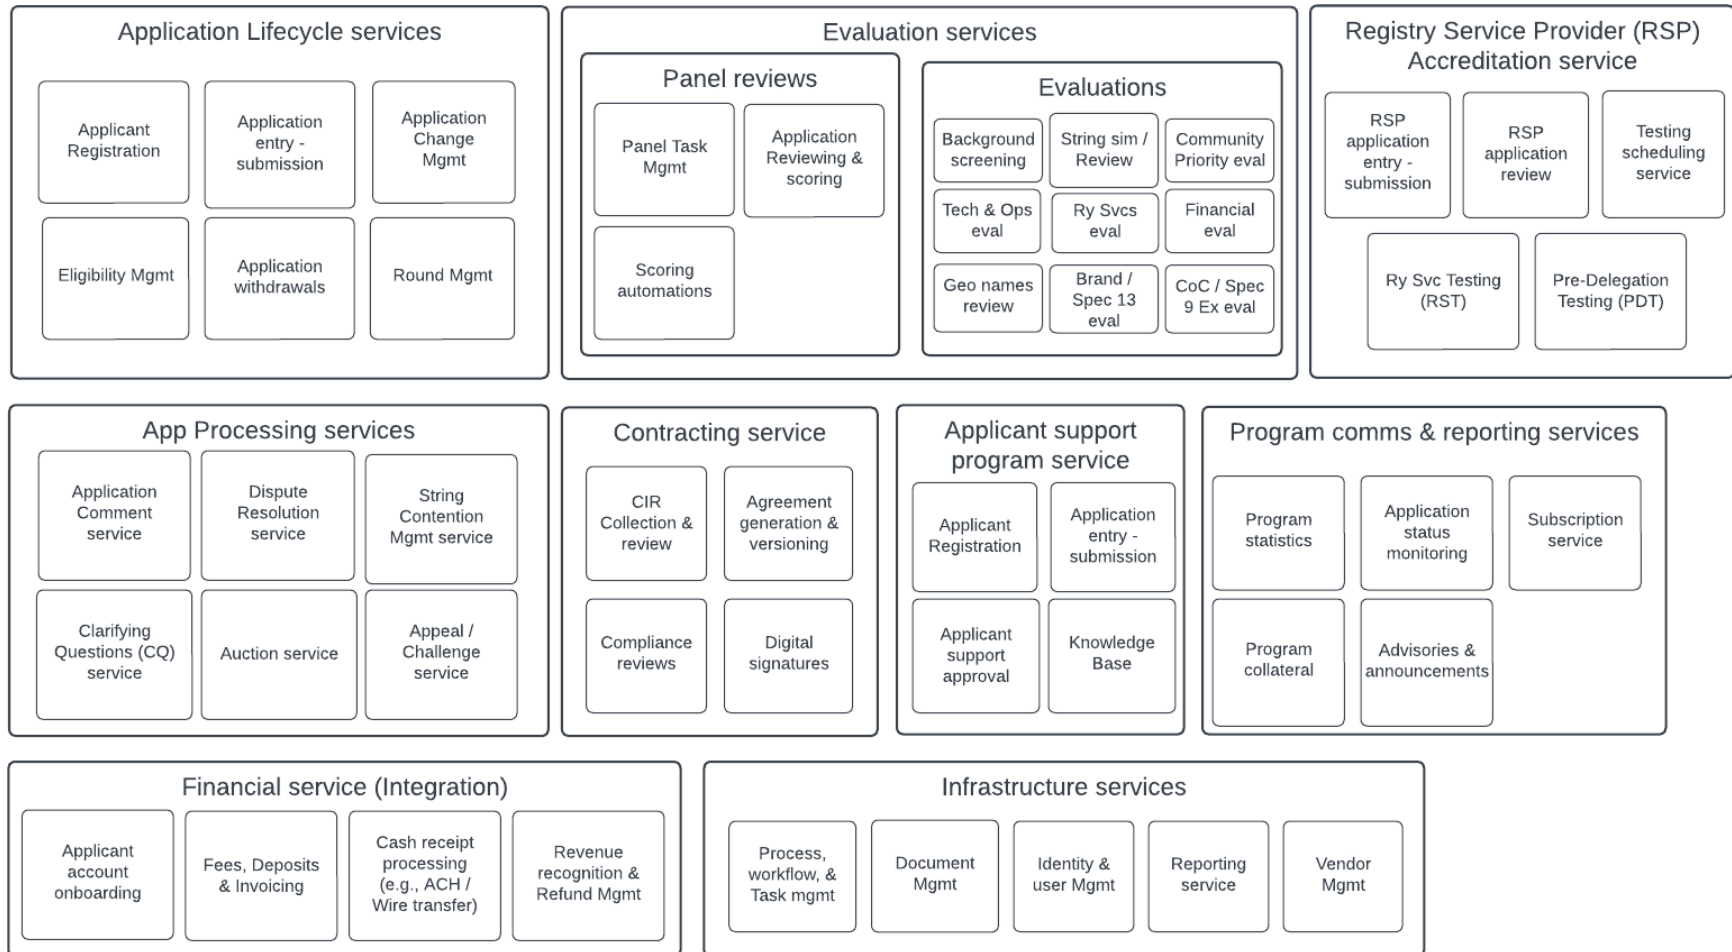 Application Lifecycle services
Applicant
Registration
Application
entry -
submission
Application
Change
Mgmt
Eligibility Mgmt
Application
withdrawals
Round Mgmt
Evaluation services
Panel reviews
Panel Task
Mgmt
Application
Reviewing &
scoring
Scoring
automations
Evaluations
Background
screening
String sim /
Review
Community
Priority eval
Tech & Ops
eval
Ry Svcs
eval
Financial
eval
Geo names
review
Brand /
Spec 13
eval
CoC / Spec
9 Ex eval
Registry Service Provider (RSP)
Accreditation service
RSP
application
entry -
submission
RSP
application
review
Testing
scheduling
service
Ry Svc Testing
(RST)
Pre-Delegation
Testing (PDT)
App Processing services
Application
Comment
service
Dispute
Resolution
service
String
Contention
Mgmt service
Clarifying
Questions (CQ)
service
Auction service
Appeal /
Challenge
service
Contracting service
CIR
Collection &
review
Agreement
generation &
versioning
Compliance
reviews
Digital
signatures
Applicant support
program service
Applicant
Registration
Application
entry -
submission
Applicant
support
approval
Knowledge
Base
Program comms & reporting services
Program
statistics
Application
status
monitoring
Subscription
service
Program
collateral
Advisories &
announcements
Financial service (Integration)
Applicant
account
onboarding
Fees, Deposits
& Invoicing
Cash receipt
processing
(e.g., ACH /
Wire transfer)
Revenue
recognition &
Refund Mgmt
Infrastructure services
Process,
workflow, &
Task mgmt
Document
Mgmt
Identity &
user Mgmt
Reporting
service
Vendor
Mgmt